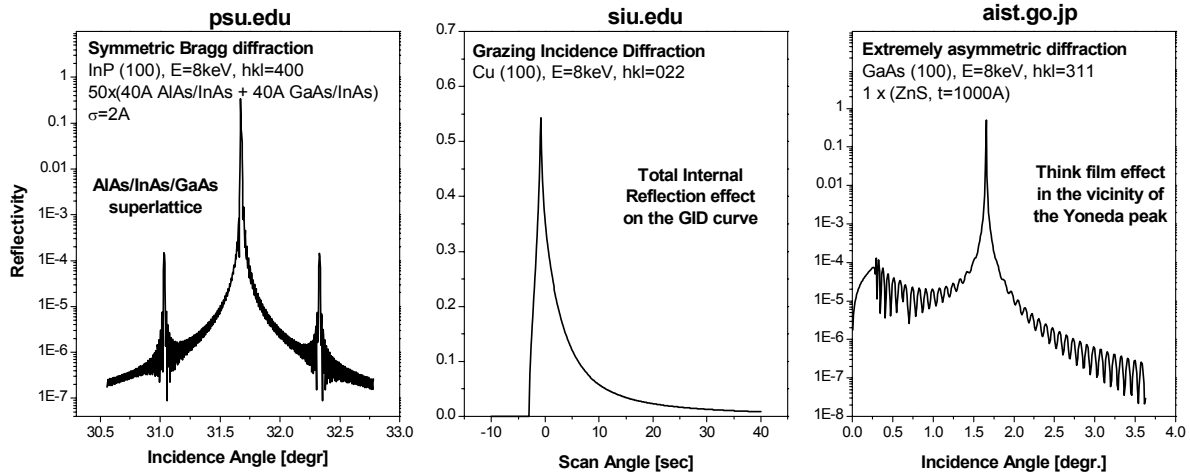 psu.edu
Symmetric Bragg diffraction
InP (100), E=8keV, hkl=400
50x(40A AlAs/InAs + 40A GaAs/InAs)
σ=2A
AlAs/InAs/GaAs
superlattice
Reflectivity
1
0.1
0.01
1E-3
1E-4
1E-5
1E-6
1E-7
30.5 31.0 31.5 32.0 32.5 33.0
Incidence Angle [degr]
siu.edu
Grazing Incidence Diffraction
Cu (100), E=8keV, hkl=022
Total Internal
Reflection effect
on the GID curve
0.7
0.6
0.5
0.4
0.3
0.2
0.1
0.0
-10 0 10 20 30 40
Scan Angle [sec]
aist.go.jp
Extremely asymmetric diffraction
GaAs (100), E=8keV, hkl=311
1 x (ZnS, t=1000A)
Think film effect
in the vicinity of
the Yoneda peak
1
0.1
0.01
1E-3
1E-4
1E-5
1E-6
1E-7
1E-8
0.0 0.5 1.0 1.5 2.0 2.5 3.0 3.5 4.0
Incidence Angle [degr.]